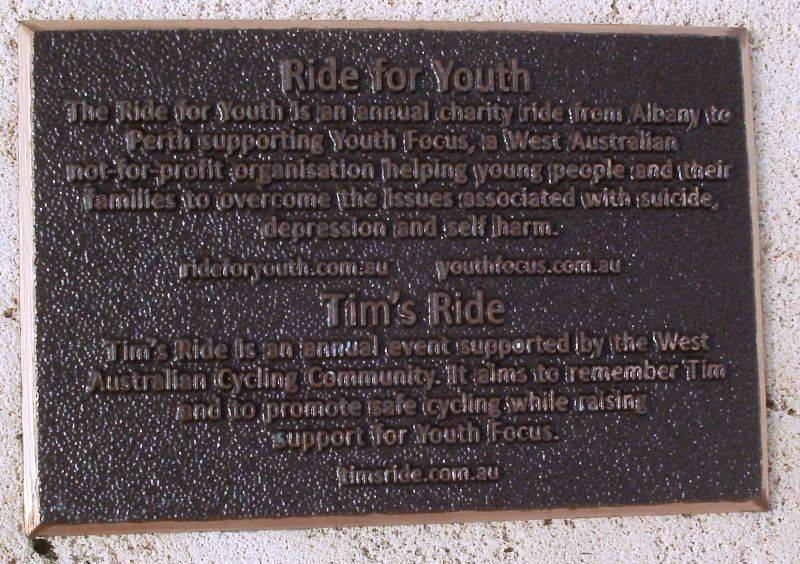 Ride for Youth
The Ride for Youth is an annual charity ride from Albany to
Perth supporting Youth Focus, a West Australian
not-for-profit organisation helping young people and their
families to overcome the issues associated with suicide,
depression and self harm.
rideforyouth.com.au youthfocus.com.au
Tim's Ride
Tim's Ride is an annual event supported by the West
Australian Cycling Community. It aims to remember Tim
and to promote safe cycling while raising
support for Youth Focus.
timsride.com.au